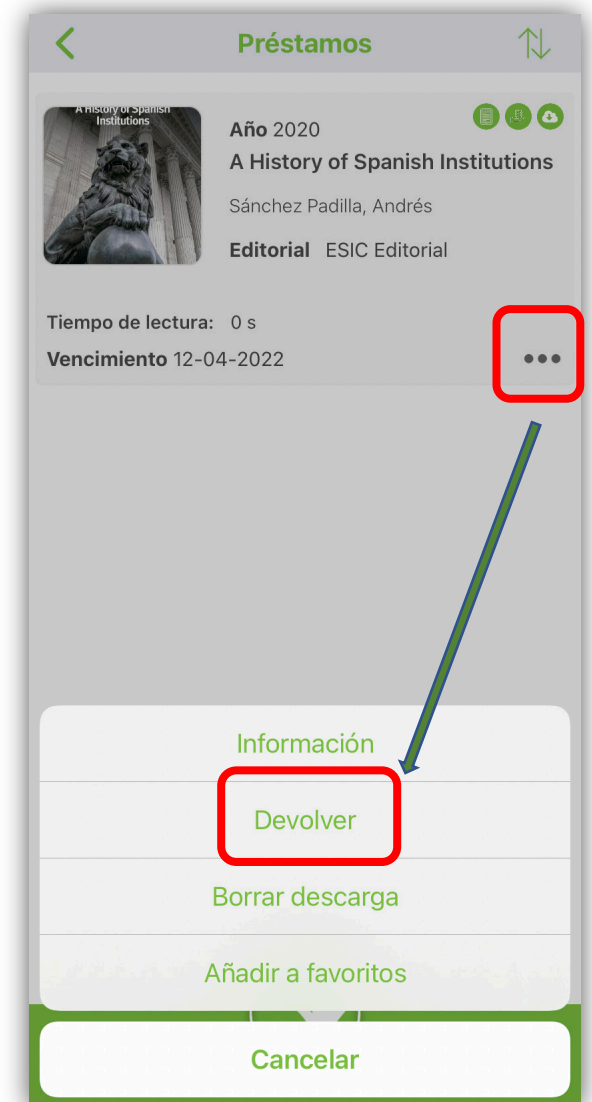 Préstamos
A History of Spanish
Institutions
Año 2020
A History of Spanish Institutions
Sánchez Padilla, Andrés
Editorial ESIC Editorial
Tiempo de lectura: 0 s
Vencimiento 12-04-2022
Información
Devolver
Borrar descarga
Añadir a favoritos
Cancelar